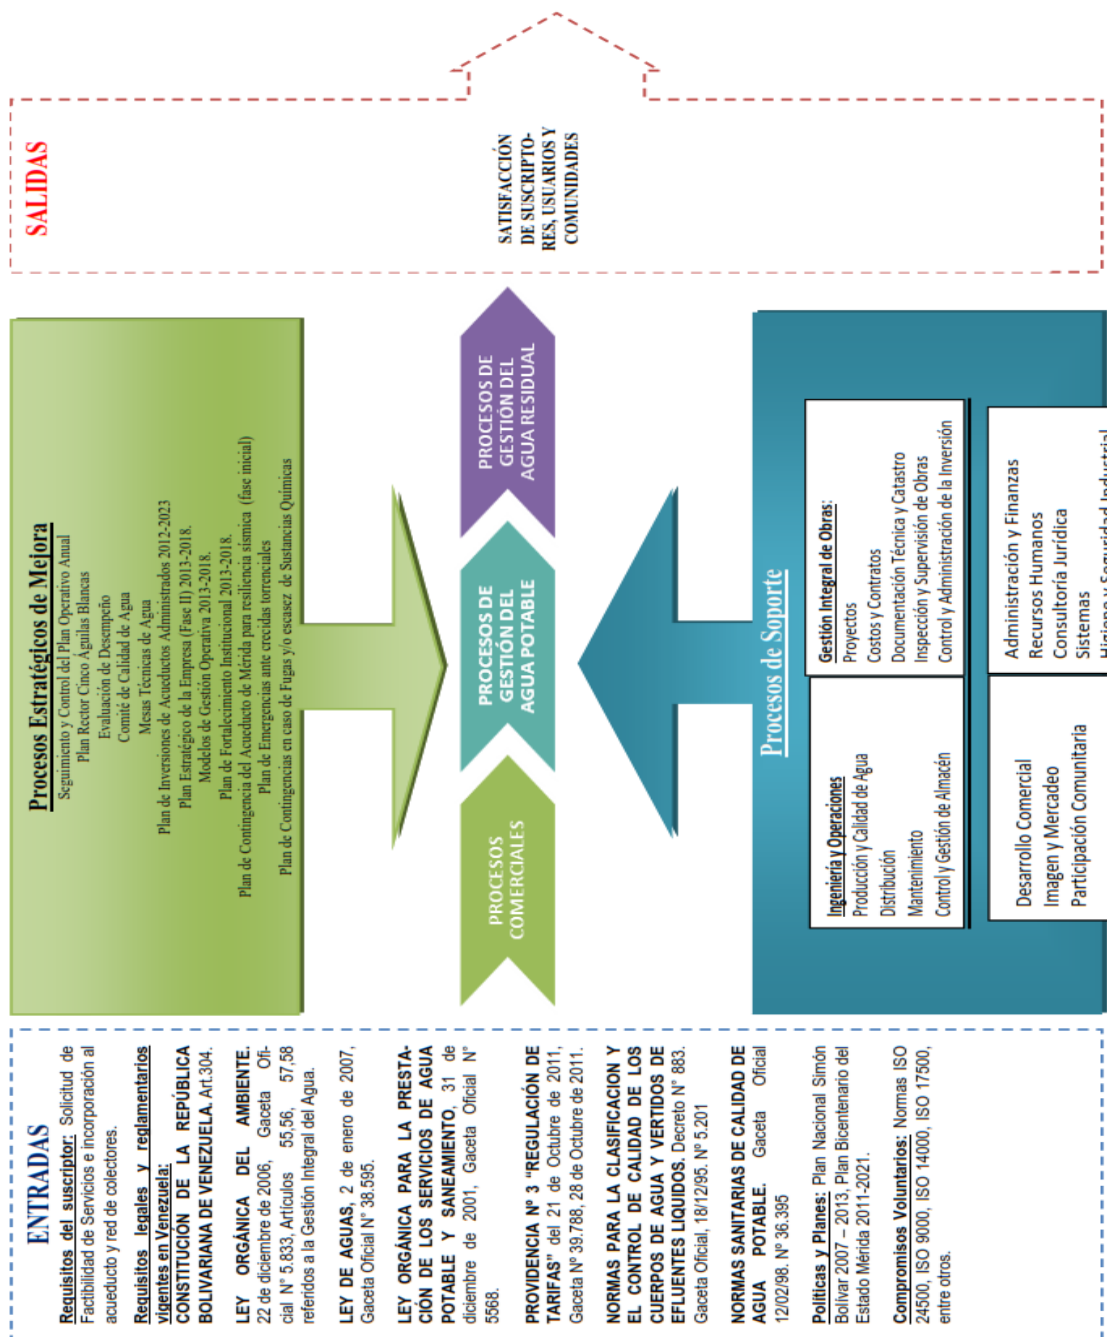 ENTRADAS
Requisitos del suscriptor: Solicitud de
Factibilidad de Servicios e incorporación al
acueducto y red de colectores.
Requisitos legales y reglamentarios
vigentes en Venezuela:
CONSTITUCIÓN DE LA REPÚBLICA
BOLIVARIANA DE VENEZUELA. Art.304.
LEY ORGÁNICA DEL AMBIENTE.
22 de diciembre de 2006, Gaceta Ofi-
cial N° 5.833, Artículos 55,56, 57,58
referidos a la Gestión Integral del Agua.
LEY DE AGUAS, 2 de enero de 2007,
Gaceta Oficial N° 38.595.
LEY ORGÁNICA PARA LA PRESTA-
CIÓN DE LOS SERVICIOS DE AGUA
POTABLE Y SANEAMIENTO, 31 de
diciembre de 2001, Gaceta Oficial N°
5568.
PROVIDENCIA Nº 3 “REGULACIÓN DE
TARIFAS” del 21 de Octubre de 2011,
Gaceta Nº 39.788, 28 de Octubre de 2011.
NORMAS PARA LA CLASIFICACION Y
EL CONTROL DE CALIDAD DE LOS
CUERPOS DE AGUA Y VERTIDOS DE
EFLUENTES LIQUIDOS. Decreto N° 883.
Gaceta Oficial, 18/12/95. N° 5.201
NORMAS SANITARIAS DE CALIDAD DE
AGUA POTABLE. Gaceta Oficial
12/02/98. N° 36.395
Políticas y Planes: Plan Nacional Simón
Bolívar 2007 – 2013, Plan Bicentenario del
Estado Mérida 2011-2021.
Compromisos Voluntarios: Normas ISO
24500, ISO 9000, ISO 14000, ISO 17500,
entre otros.
Procesos Estratégicos de Mejora
Seguimiento y Control del Plan Operativo Anual
Plan Rector Cinco Águilas Blancas
Evaluación de Desempeño
Comité de Calidad de Agua
Mesas Técnicas de Agua
Plan de Inversiones de Acueductos Administrados 2012-2023
Plan Estratégico de la Empresa (Fase II) 2013-2018.
Modelos de Gestión Operativa 2013-2018.
Plan de Fortalecimiento Institucional 2013-2018.
Plan de Contingencia del Acueducto de Mérida para resiliencia sísmica (fase inicial)
Plan de Emergencias ante crecidas torrenciales
Plan de Contingencias en caso de Fugas y/o escasez de Sustancias Químicas
PROCESOS
COMERCIALES
PROCESOS DE
GESTIÓN DEL
AGUA POTABLE
PROCESOS DE
GESTIÓN DEL
AGUA RESIDUAL
Procesos de Soporte
Ingeniería y Operaciones
Producción y Calidad de Agua
Distribución
Mantenimiento
Control y Gestión de Almacén
Gestión Integral de Obras:
Proyectos
Costos y Contratos
Documentación Técnica y Catastro
Inspección y Supervisión de Obras
Control y Administración de la Inversión
Desarrollo Comercial
Imagen y Mercadeo
Participación Comunitaria
Administración y Finanzas
Recursos Humanos
Consultoría Jurídica
Sistemas
Higiene y Seguridad Industrial
SALIDAS
SATISFACCIÓN
DE SUSCRIPTO-
RES, USUARIOS Y
COMUNIDADES